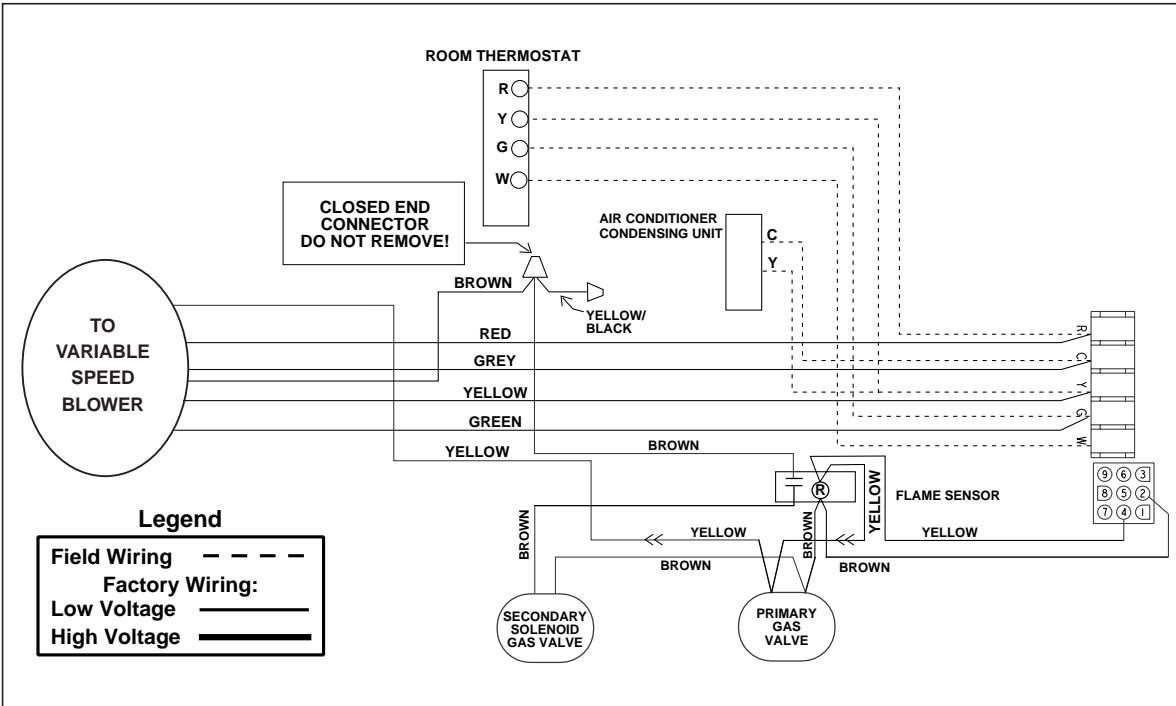 ROOM THERMOSTAT
R
Y
G
W
CLOSED END
CONNECTOR
DO NOT REMOVE!
AIR CONDITIONER
CONDENSING UNIT
C
Y
BROWN
YELLOW/
BLACK
TO
VARIABLE
SPEED
BLOWER
RED
GREY
YELLOW
GREEN
YELLOW
BROWN
R
C
Y
G
W
9 6 3
8 5 2
7 4 1
R
YELLOW
FLAME SENSOR
BROWN
YELLOW
BROWN
YELLOW
BROWN
BROWN
SECONDARY
SOLENOID
GAS VALVE
PRIMARY
GAS
VALVE
Legend
Field Wiring
Factory Wiring:
Low Voltage
High Voltage